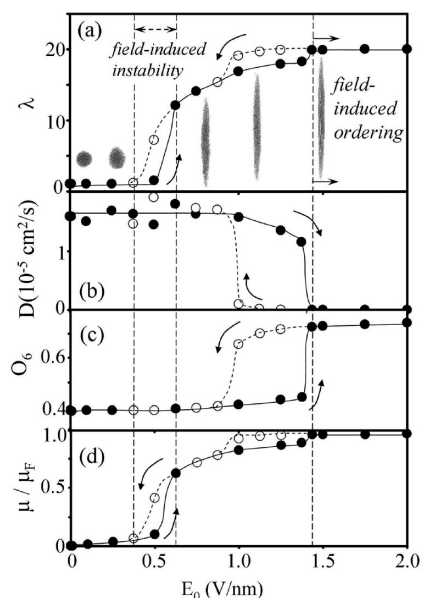 (a)
field-induced
instability
field-
induced
ordering
20
10
0
λ
(b)
1
0
D(10⁻⁵ cm²/s)
(c)
0.6
0.4
O₆
(d)
1.0
0.5
0
μ / μF
0 0.5 1.0 1.5 2.0
E₀ (V/nm)